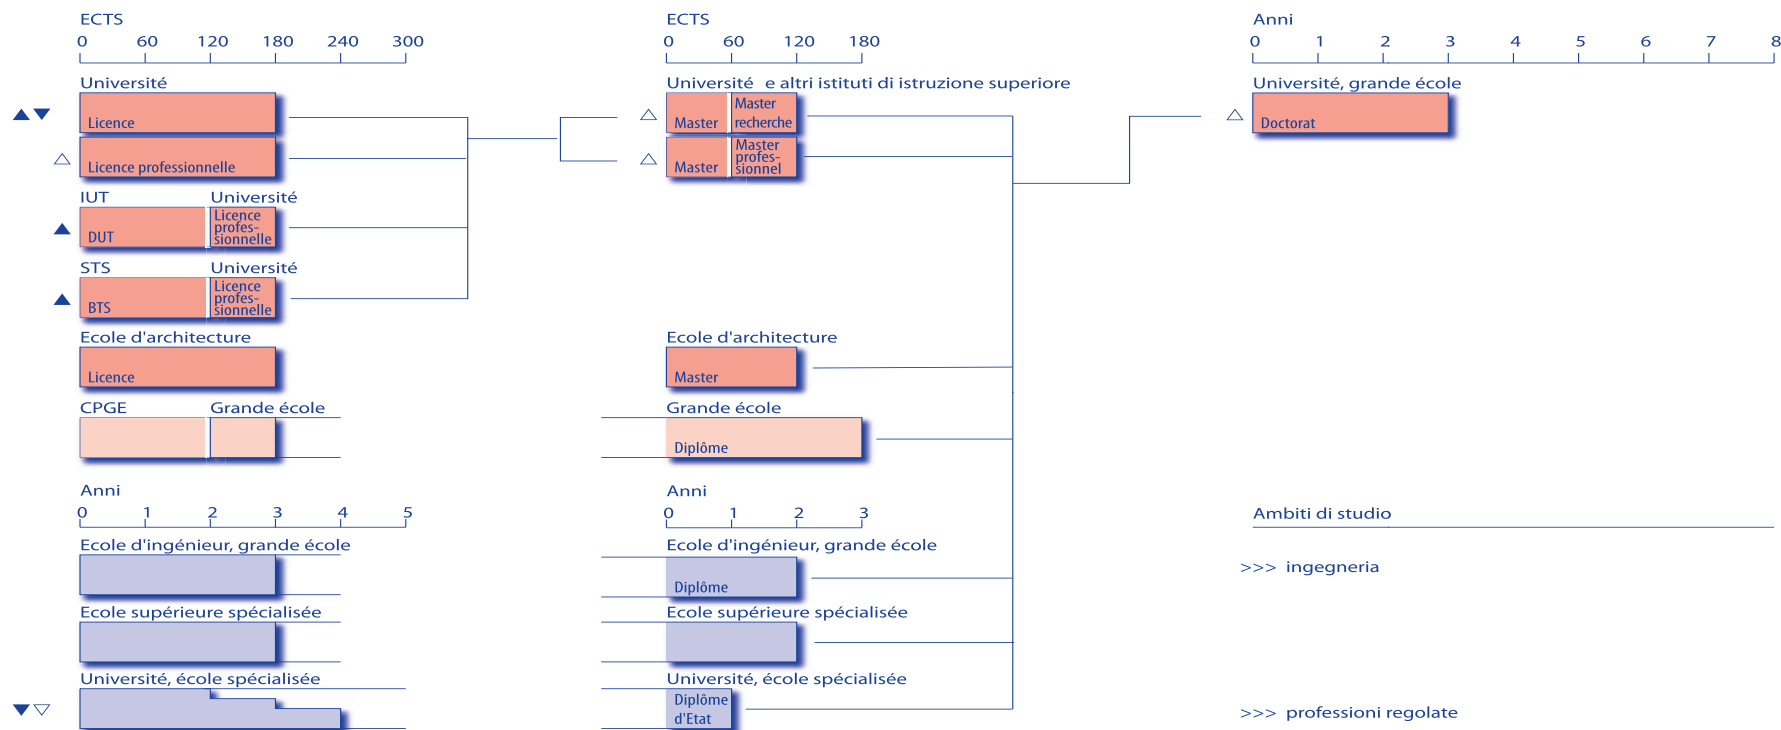 ECTS
0 60 120 180 240 300
ECTS
0 60 120 180
Anni
0 1 2 3 4 5 6 7 8
Université
Licence
Licence professionnelle
Université e altri istituti di istruzione superiore
Master
Master
recherche
Master
Master
profes-
sionnel
Université, grande école
Doctorat
IUT Université
DUT
Licence
profes-
sionnelle
STS Université
BTS
Licence
profes-
sionnelle
Ecole d'architecture
Licence
Ecole d'architecture
Master
CPGE Grande école
Grande école
Diplôme
Anni
0 1 2 3 4 5
Anni
0 1 2 3
Ambiti di studio
Ecole d'ingénieur, grande école
Ecole d'ingénieur, grande école
Diplôme
>>> ingegneria
Ecole supérieure spécialisée
Ecole supérieure spécialisée
Université, école spécialisée
Université, école spécialisée
Diplôme
d'Etat
>>> professioni regolate